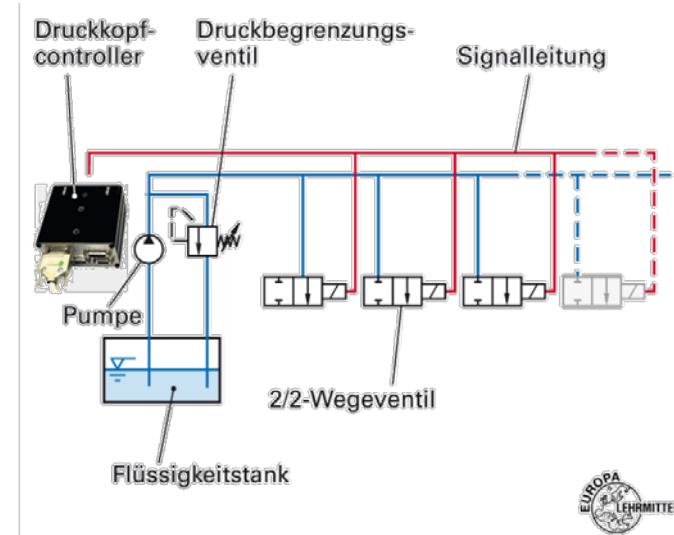 Druckkopf-
controller
Druckbegrenzungs-
ventil
Signalleitung
Pumpe
2/2-Wegeventil
Flüssigkeitstank
EUROPA
LEHRMITTE